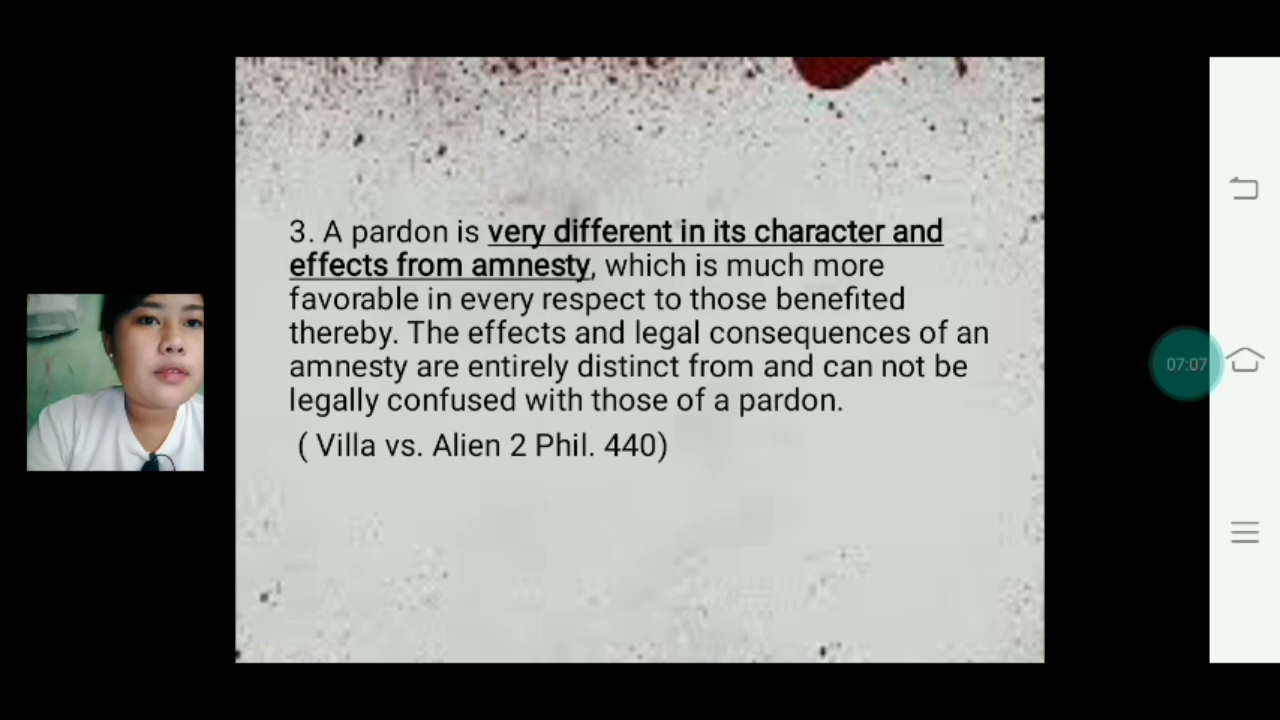 3. A pardon is very different in its character and
effects from amnesty, which is much more
favorable in every respect to those benefited
thereby. The effects and legal consequences of an
amnesty are entirely distinct from and can not be
legally confused with those of a pardon.
( Villa vs. Alien 2 Phil. 440)
07:07